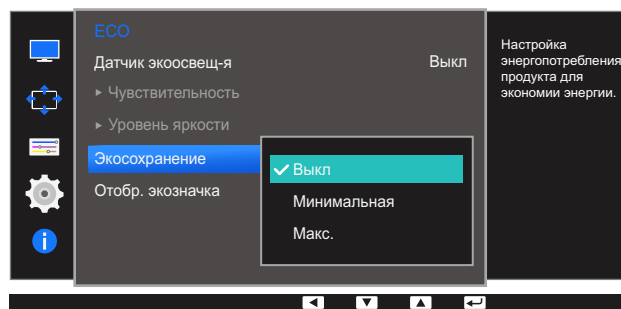 ECO
Датчик экоосвещ-я Выкл
▸ Чувствительность
▸ Уровень яркости
Экосохранение
Отобр. экозначка
Выкл
Минимальная
Макс.
Настройка
энергопотребления
продукта для
экономии энергии.